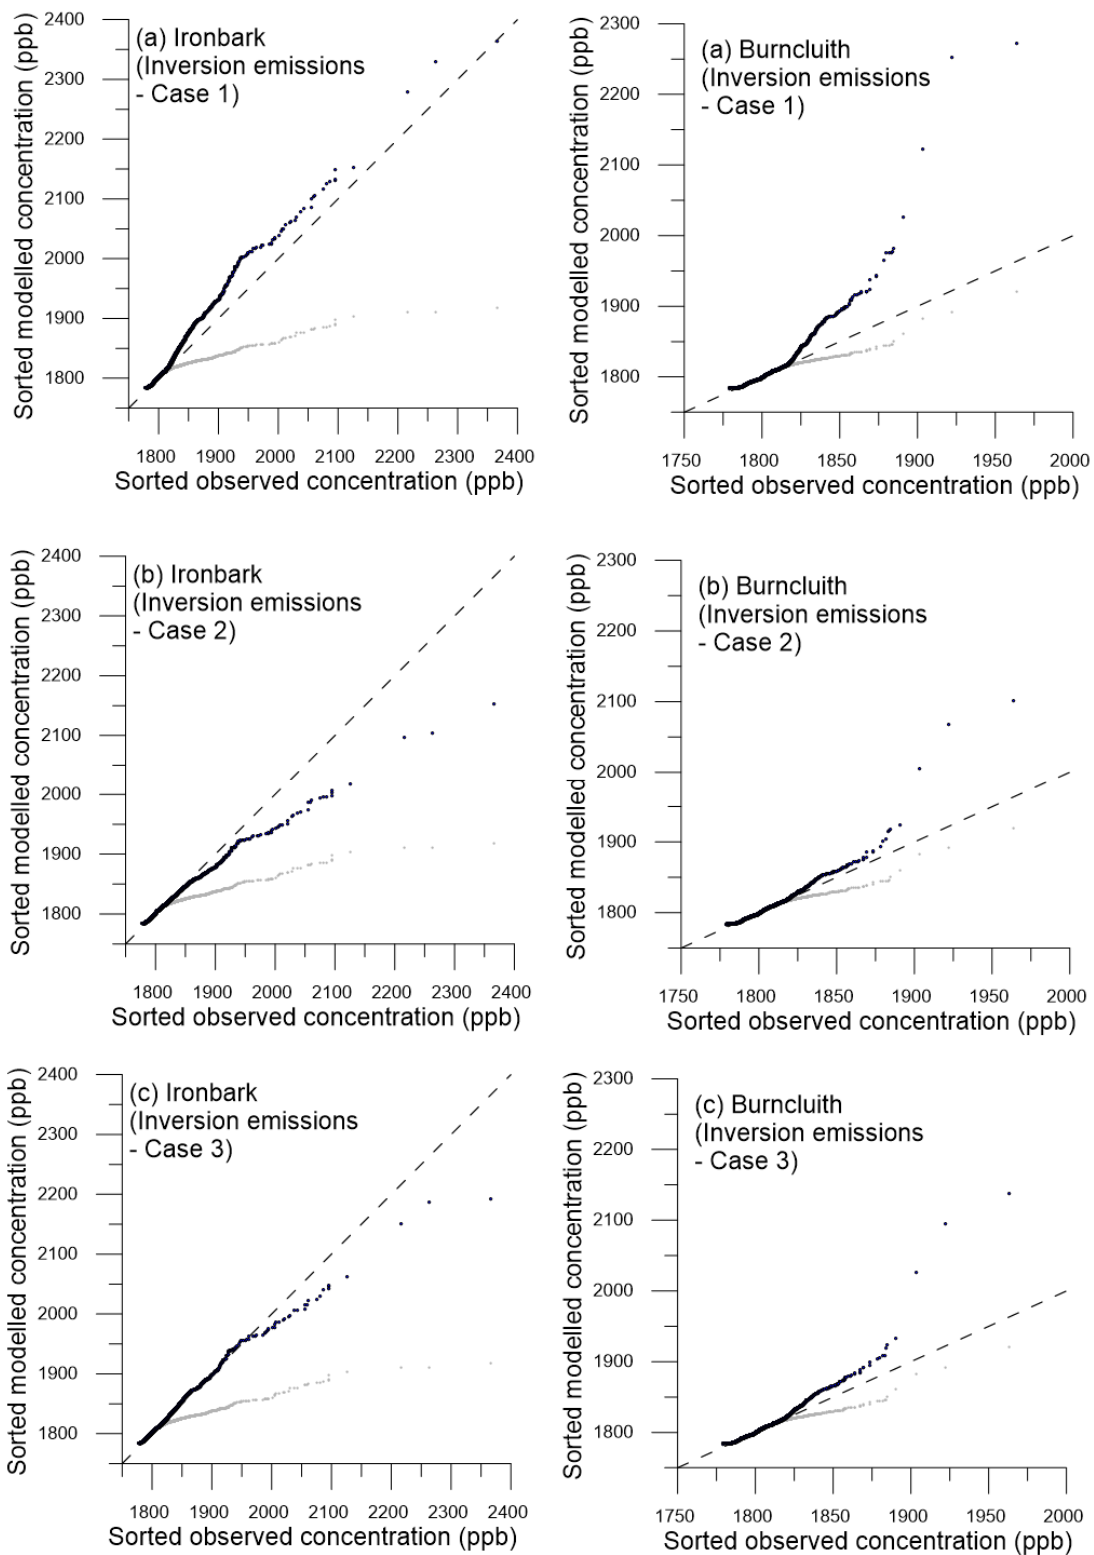 Sorted modelled concentration (ppb)
2400
2300
2200
2100
2000
1900
1800
(a) Ironbark
(Inversion emissions
- Case 1)
1800 1900 2000 2100 2200 2300 2400
Sorted observed concentration (ppb)
Sorted modelled concentration (ppb)
2300
2200
2100
2000
1900
1800
(a) Burncluith
(Inversion emissions
- Case 1)
1750 1800 1850 1900 1950 2000
Sorted observed concentration (ppb)
Sorted modelled concentration (ppb)
2400
2300
2200
2100
2000
1900
1800
(b) Ironbark
(Inversion emissions
- Case 2)
1800 1900 2000 2100 2200 2300 2400
Sorted observed concentration (ppb)
Sorted modelled concentration (ppb)
2300
2200
2100
2000
1900
1800
(b) Burncluith
(Inversion emissions
- Case 2)
1750 1800 1850 1900 1950 2000
Sorted observed concentration (ppb)
Sorted modelled concentration (ppb)
2400
2300
2200
2100
2000
1900
1800
(c) Ironbark
(Inversion emissions
- Case 3)
1800 1900 2000 2100 2200 2300 2400
Sorted observed concentration (ppb)
Sorted modelled concentration (ppb)
2300
2200
2100
2000
1900
1800
(c) Burncluith
(Inversion emissions
- Case 3)
1750 1800 1850 1900 1950 2000
Sorted observed concentration (ppb)